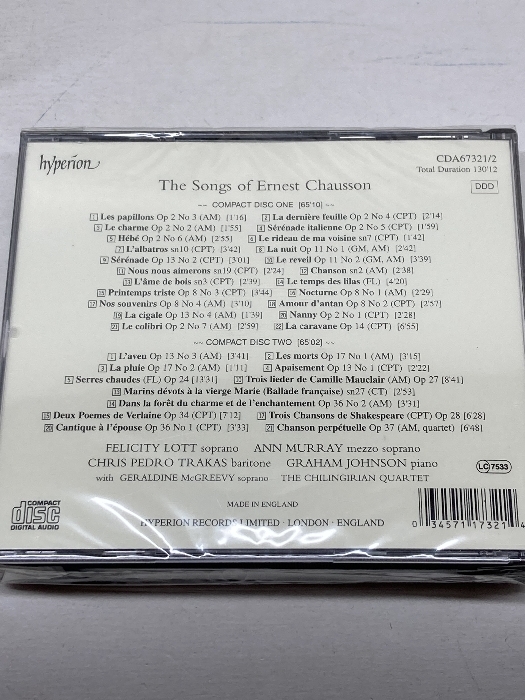 hyperion
CDA67321/2
Total Duration 130'12
The Songs of Ernest Chausson
DDD
~~ COMPACT DISC ONE [65'10] ~~
1 Les papillons Op 2 No 3 (AM) [1'16] 2 La dernière feuille Op 2 No 4 (CPT) [2'14]
3 Le charme Op 2 No 2 (AM) [1'55] 4 Sérénade italienne Op 2 No 5 (CPT) [1'59]
5 Hébé Op 2 No 6 (AM) [2'55] 6 Le rideau de ma voisine sn7 (CPT) [1'42]
7 L'albatros sn10 (CPT) [3'42] 8 La nuit Op 11 No 1 (GM, AM) [2'42]
9 Sérénade Op 13 No 2 (CPT) [3'01] 10 Le reveil Op 11 No 2 (GM, AM) [3'39]
11 Nous nous aimerons sn19 (CPT) [2'24] 12 Chanson sn2 (AM) [2'38]
13 L'âme de bois sn3 (CPT) [2'39] 14 Le temps des lilas (FL) [4'20]
15 Printemps triste Op 8 No 3 (CPT) [3'44] 16 Nocturne Op 8 No 1 (AM) [2'29]
17 Nos souvenirs Op 8 No 4 (AM) [3'10] 18 Amour d'antan Op 8 No 2 (CPT) [2'57]
19 La cigale Op 13 No 4 (AM) [1'39] 20 Nanny Op 2 No 1 (CPT) [2'28]
21 Le colibri Op 2 No 7 (AM) [2'59] 22 La caravane Op 14 (CPT) [6'55]
~~ COMPACT DISC TWO [65'02] ~~
1 L'aveu Op 13 No 3 (AM) [3'41] 2 Les morts Op 17 No 1 (AM) [3'15]
3 La pluie Op 17 No 2 (AM) [2'11] 4 Apaisement Op 13 No 1 (CPT) [2'22]
5 Serres chaudes (FL) Op 24 [13'31] 12 Trois lieder de Camille Mauclair (AM) Op 27 [8'41]
13 Marins dévots à la vierge Marie (Ballade française) sn27 (CT) [2'53]
14 Dans la forêt du charme et de l'enchantement Op 36 No 2 (AM) [3'31]
15 Deux Poemes de Verlaine Op 34 (CPT) [7'12] 17 Trois Chansons de Shakespeare (CPT) Op 28 [6'28]
20 Cantique à l'épouse Op 36 No 1 (CPT) [3'33] 21 Chanson perpétuelle Op 37 (AM, quartet) [6'48]
FELICITY LOTT soprano ANN MURRAY mezzo soprano
CHRIS PEDRO TRAKAS baritone GRAHAM JOHNSON piano
with GERALDINE McGREEVY soprano THE CHILINGIRIAN QUARTET
LC 7533
COMPACT
disc
DIGITAL AUDIO
MADE IN ENGLAND
HYPERION RECORDS LIMITED · LONDON · ENGLAND
0 34571 17321 4